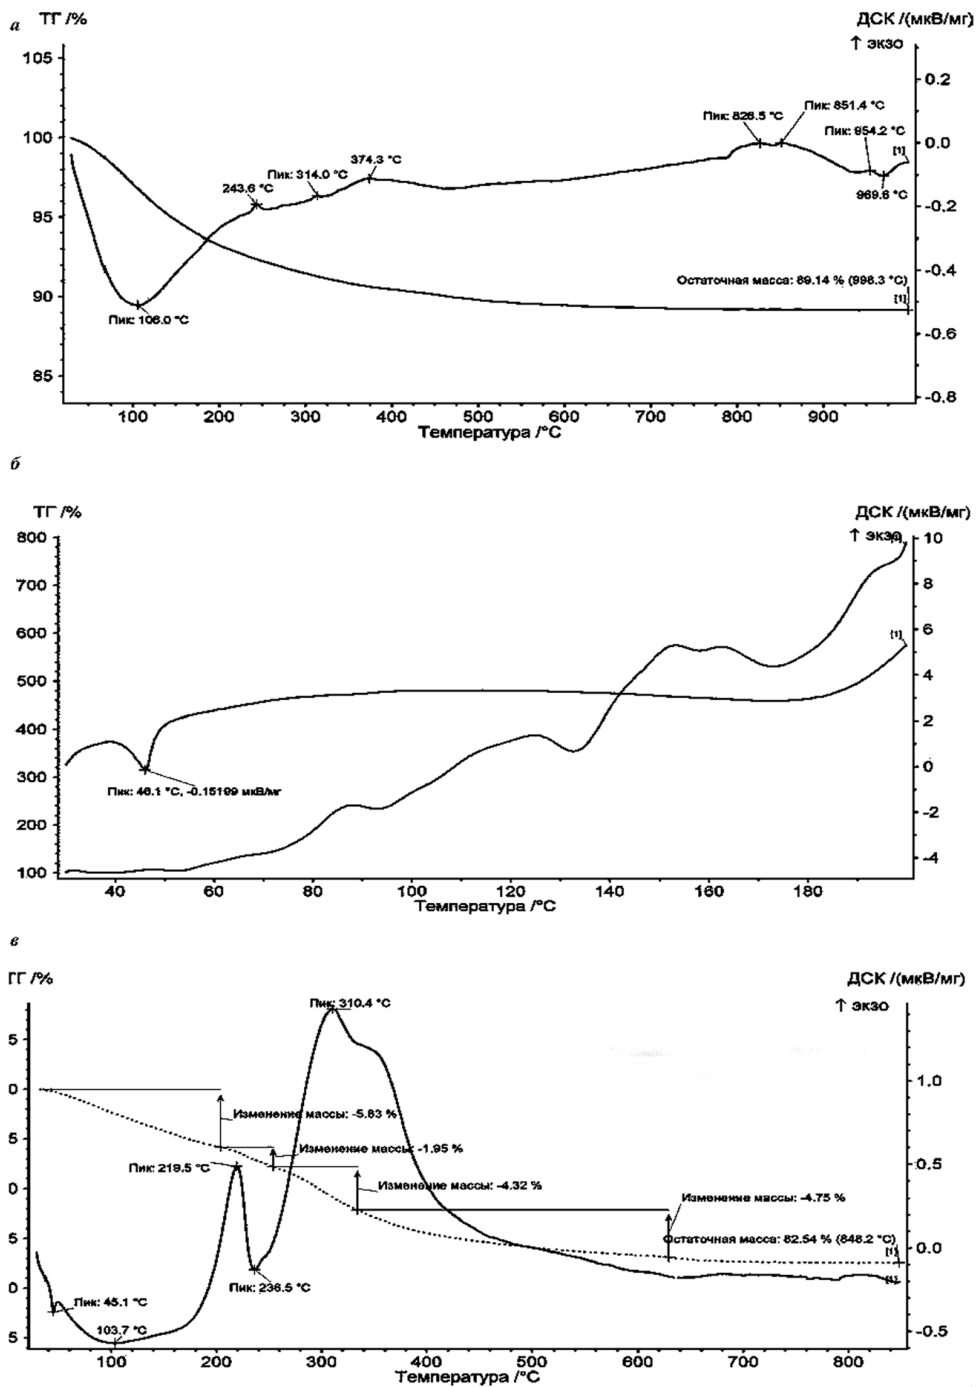 а
ТГ /%
ДСК /(мкВ/мг)
↑ экзо
105
100
95
90
85
0.2
0.0
-0.2
-0.4
-0.6
-0.8
Пик: 106.0 °C
243.6 °C
Пик: 314.0 °C
374.3 °C
Пик: 826.5 °C
Пик: 851.4 °C
Пик: 954.2 °C
[1]
969.6 °C
Остаточная масса: 89.14 % (998.3 °C)
[1]
100 200 300 400 500 600 700 800 900
Температура /°C
б
ТГ /%
ДСК /(мкВ/мг)
↑ экзо
800
700
600
500
400
300
200
100
10
8
6
4
2
0
-2
-4
[1]
Пик: 46.1 °C, -0.15199 мкВ/мг
40 60 80 100 120 140 160 180
Температура /°C
в
ТГ /%
ДСК /(мкВ/мг)
↑ экзо
5
0
5
0
5
0
5
1.0
0.5
0.0
-0.5
Пик: 310.4 °C
Изменение массы: -5.83 %
Изменение массы: -1.95 %
Пик: 219.5 °C
Изменение массы: -4.32 %
Изменение массы: -4.75 %
Остаточная масса: 82.54 % (848.2 °C)
[1]
[1]
Пик: 236.5 °C
Пик: 45.1 °C
103.7 °C
100 200 300 400 500 600 700 800
Температура /°C